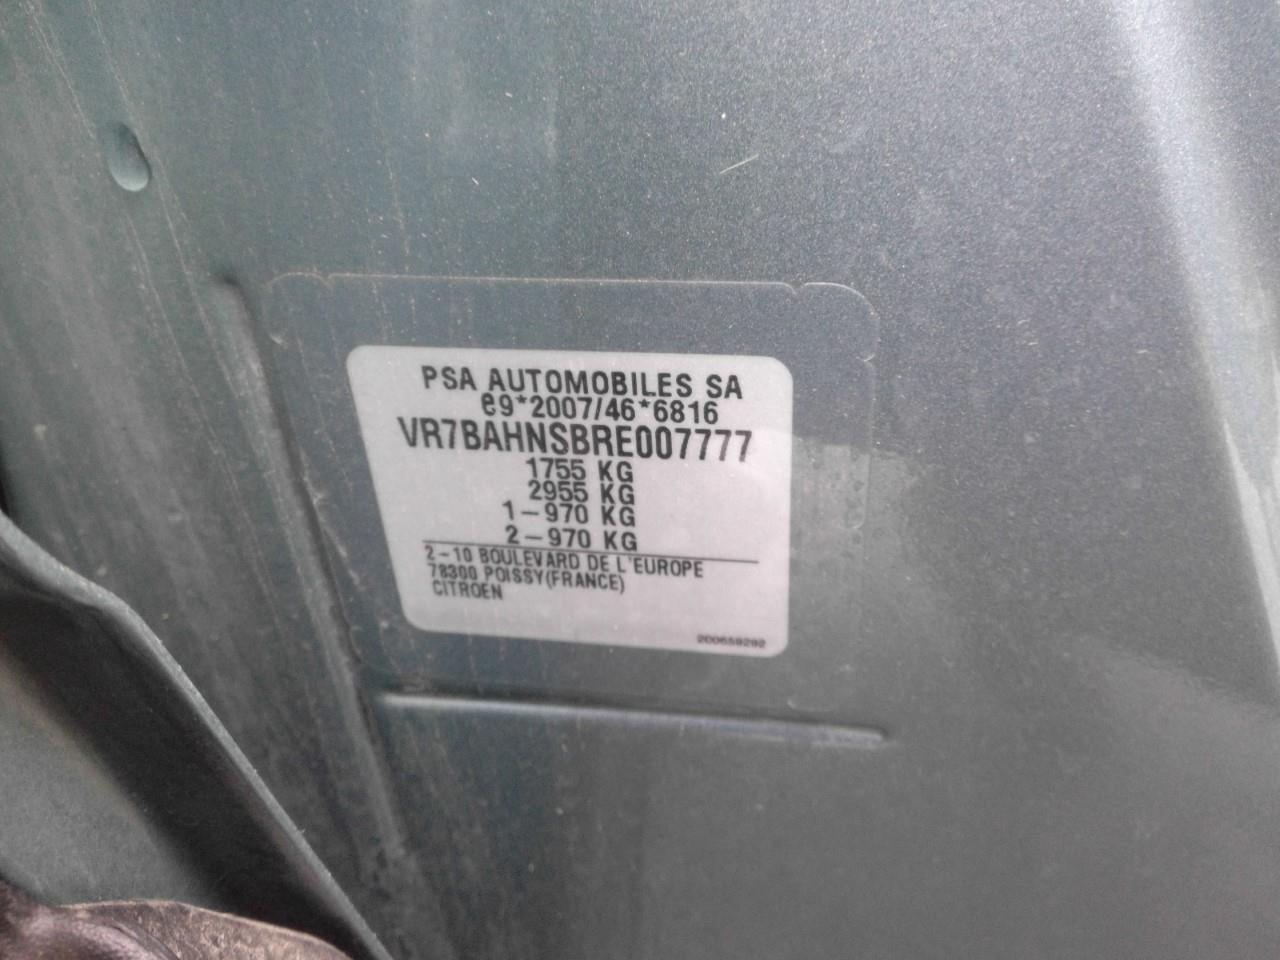 PSA AUTOMOBILES SA
e9*2007/46*6816
VR7BAHNSBRE007777
1755 KG
2955 KG
1-970 KG
2-970 KG
2-10 BOULEVARD DE L'EUROPE
78300 POISSY(FRANCE)
CITROEN
200659292